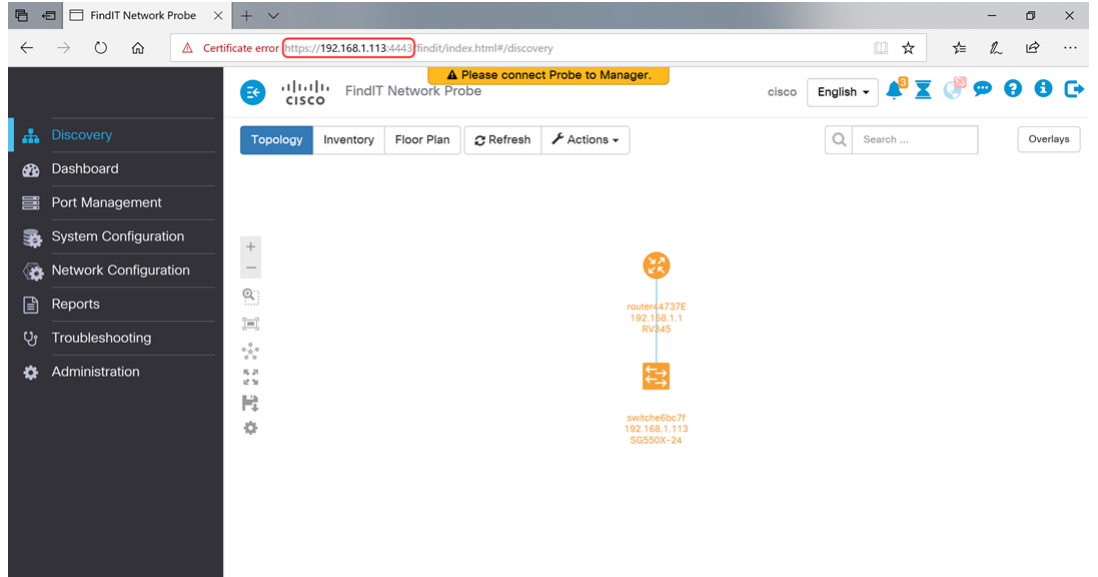 FindIT Network Probe
Certificate error https://192.168.1.113:4443/findit/index.html#/discovery
Please connect Probe to Manager.
cisco FindIT Network Probe cisco English 3
Discovery
Topology Inventory Floor Plan Refresh Actions Search ... Overlays
Dashboard
Port Management
System Configuration
Network Configuration
Reports
Troubleshooting
Administration
router44737E
192.168.1.1
RV345
switche6bc7f
192.168.1.113
SG550X-24